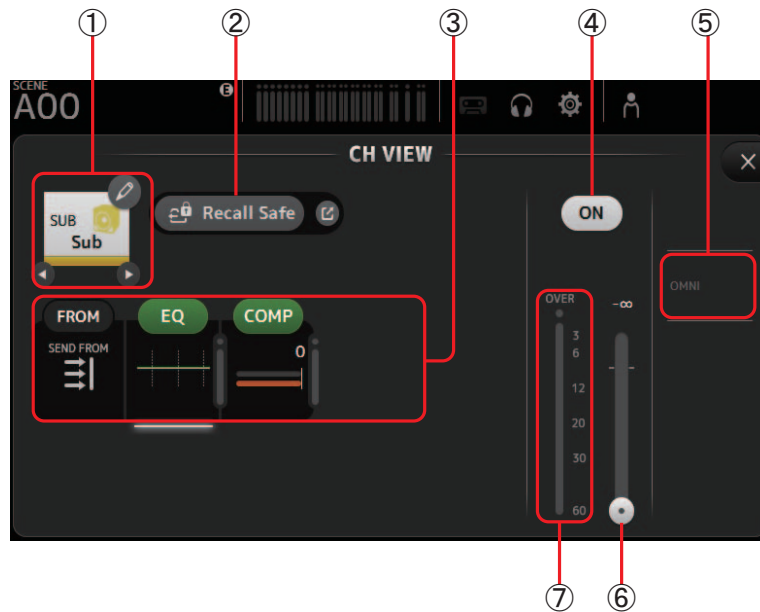 ① ② ③ ④ ⑤
SCENE
A00
E
CH VIEW
SUB
Sub
Recall Safe
ON
OMNI
OVER
-∞
3
6
12
20
30
60
FROM
EQ
COMP
SEND FROM
0
⑦ ⑥